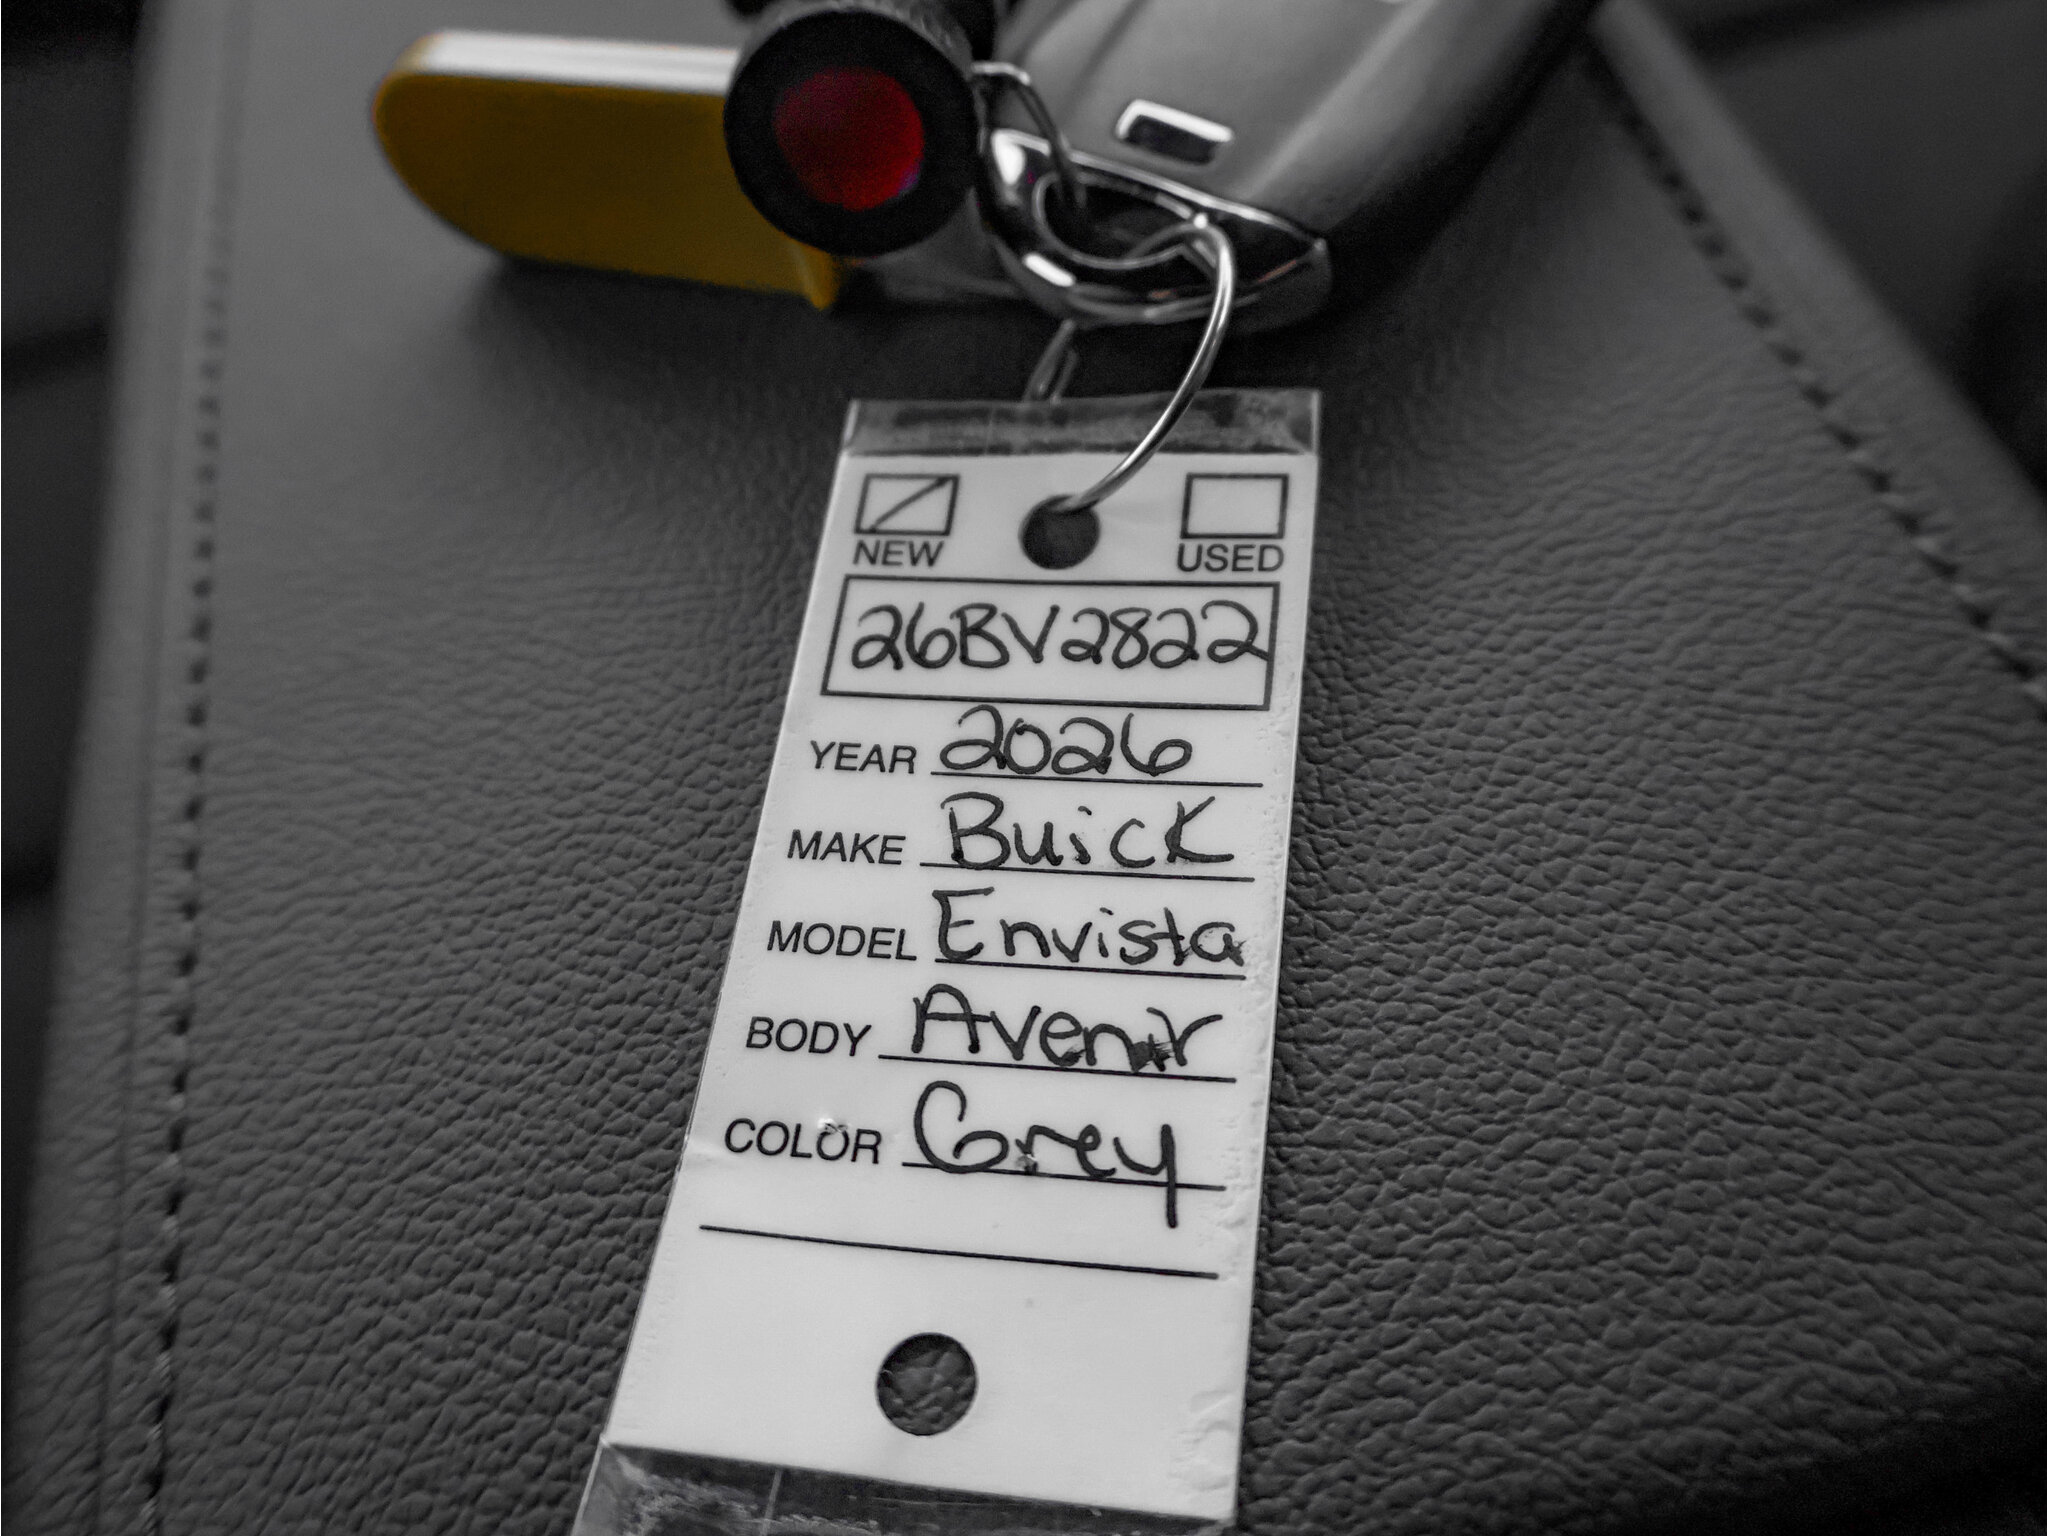 NEW USED
26BV2822
YEAR 2026
MAKE Buick
MODEL Envista
BODY Avenir
COLOR Grey